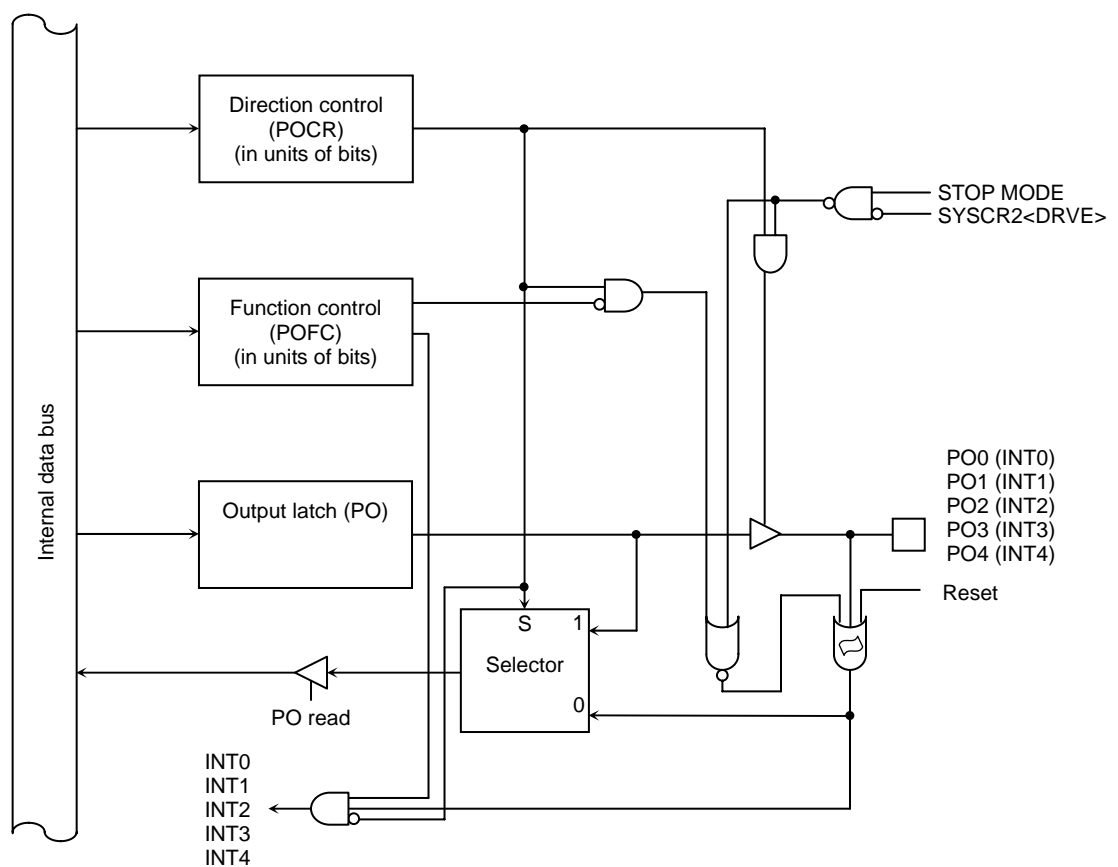 Direction control
(POCR)
(in units of bits)
STOP MODE
SYSCR2<DRVE>
Function control
(POFC)
(in units of bits)
Internal data bus
Output latch (PO)
PO0 (INT0)
PO1 (INT1)
PO2 (INT2)
PO3 (INT3)
PO4 (INT4)
Reset
S
1
Selector
0
PO read
INT0
INT1
INT2
INT3
INT4